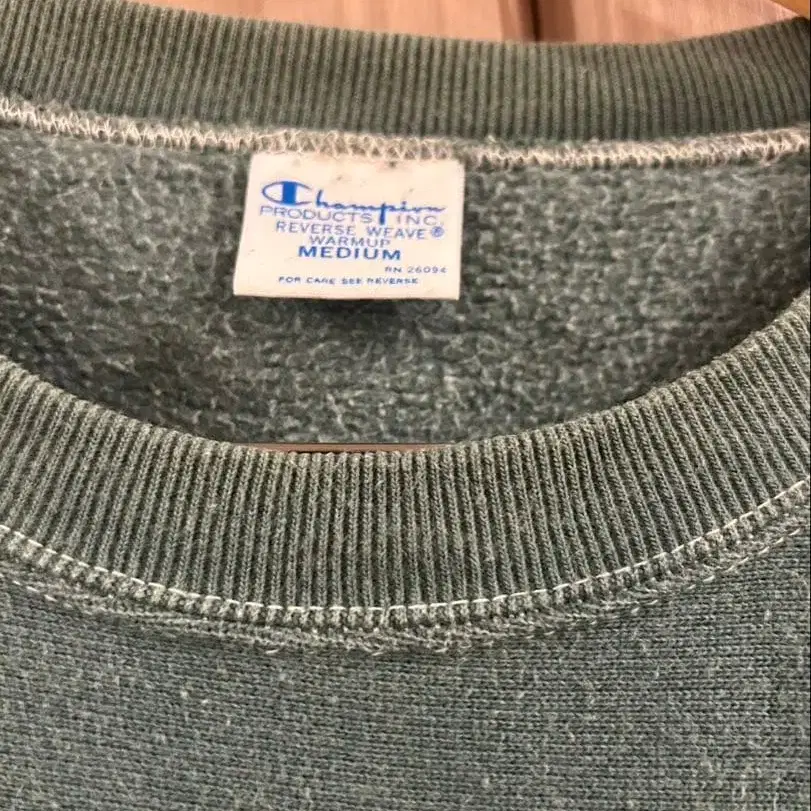 Champion
PRODUCTS INC.
REVERSE WEAVE®
WARMUP
MEDIUM
RN 26094
FOR CARE SEE REVERSE